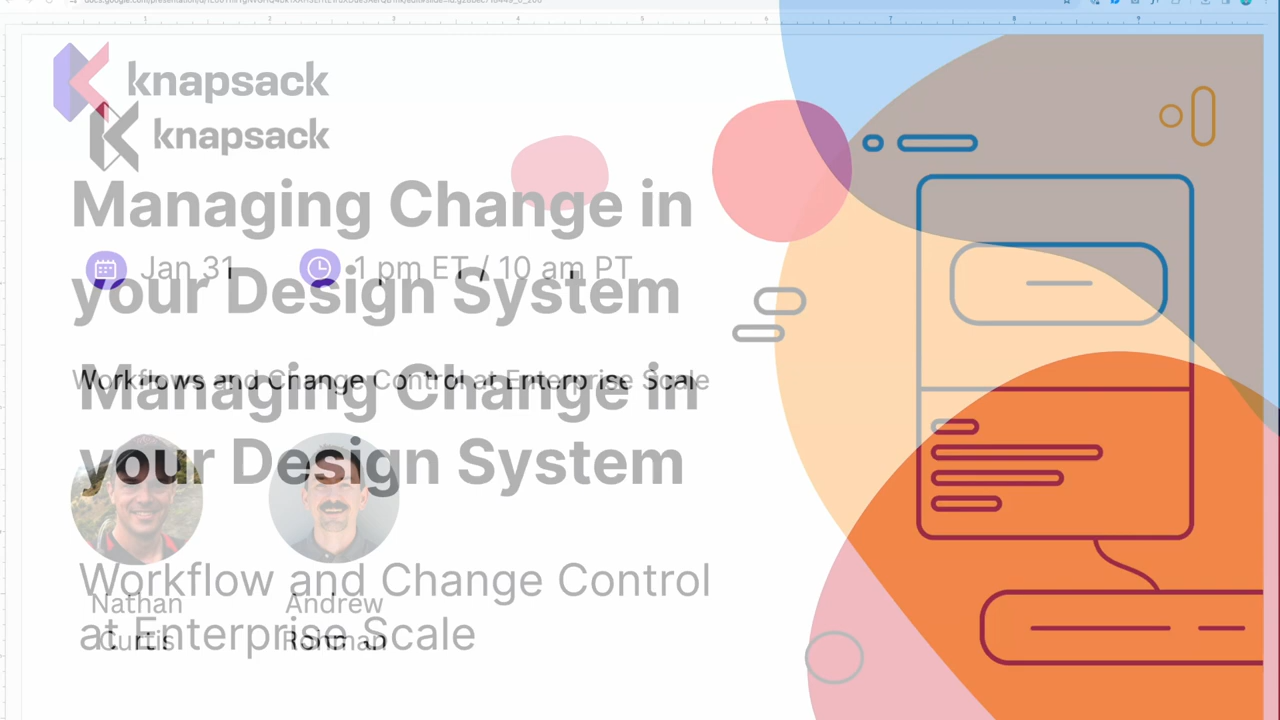 knapsack
knapsack
Managing Change in
your Design System
Jan 31
1 pm ET / 10 am PT
Workflows and Change Control at Enterprise Scale
Managing Change in
your Design System
Nathan
Curtis
Andrew
Rohman
Workflow and Change Control
at Enterprise Scale